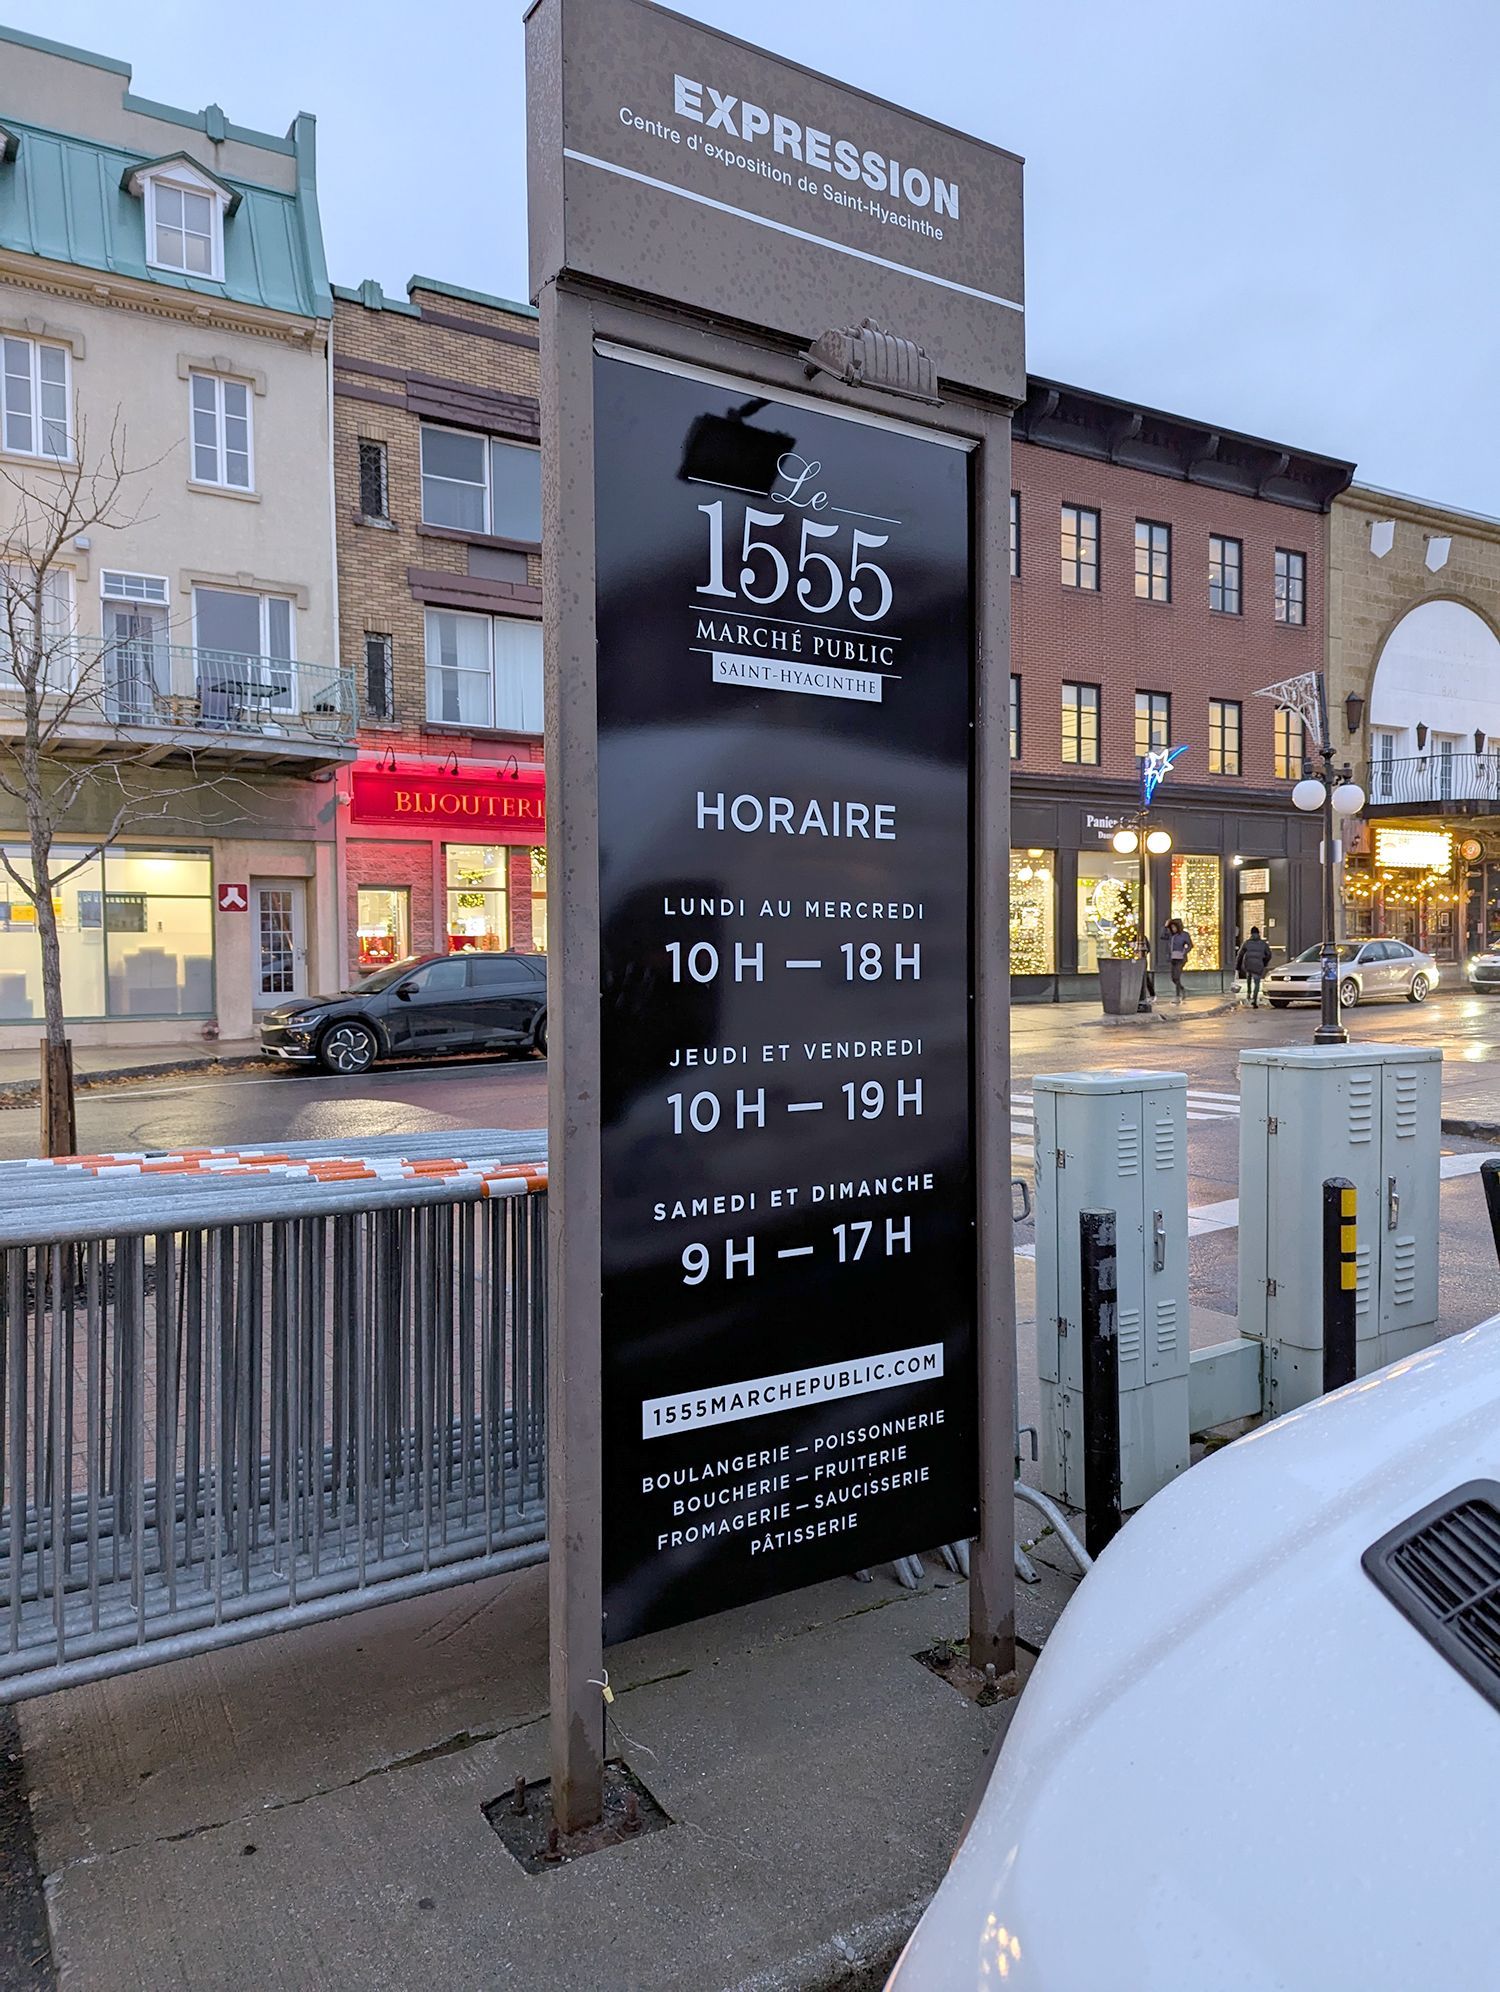 EXPRESSION
Centre d'exposition de Saint-Hyacinthe
Le
1555
MARCHÉ PUBLIC
SAINT-HYACINTHE
HORAIRE
LUNDI AU MERCREDI
10 H — 18 H
JEUDI ET VENDREDI
10 H — 19 H
SAMEDI ET DIMANCHE
9 H — 17 H
1555MARCHEPUBLIC.COM
BOULANGERIE — POISSONNERIE
BOUCHERIE — FRUITERIE
FROMAGERIE — SAUCISSERIE
PÂTISSERIE
BIJOUTERI
Panier